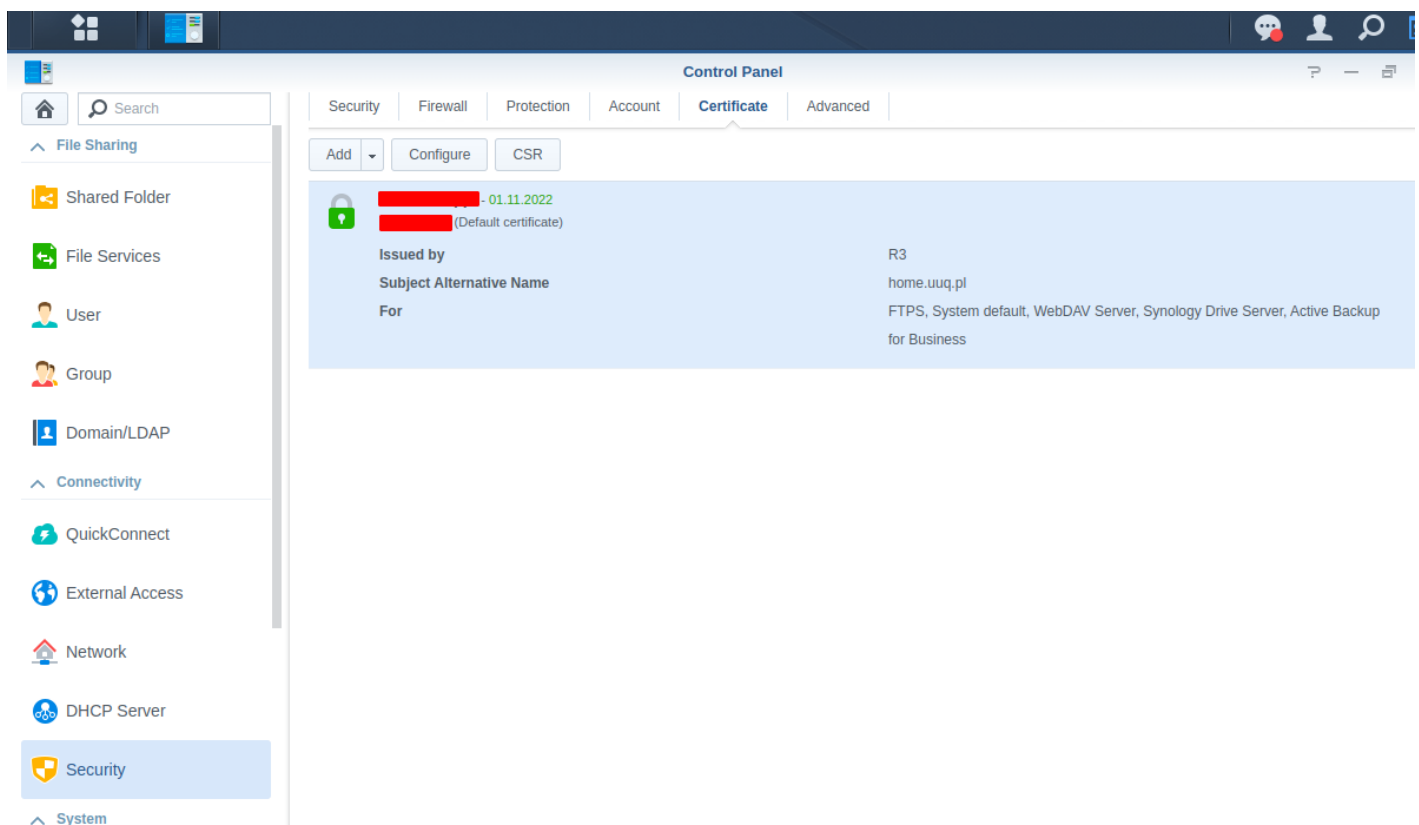 Control Panel
Search
Security Firewall Protection Account Certificate Advanced
File Sharing
Add Configure CSR
Shared Folder
- 01.11.2022
(Default certificate)
File Services
Issued by R3
Subject Alternative Name home.uuq.pl
User
For FTPS, System default, WebDAV Server, Synology Drive Server, Active Backup
for Business
Group
Domain/LDAP
Connectivity
QuickConnect
External Access
Network
DHCP Server
Security
System